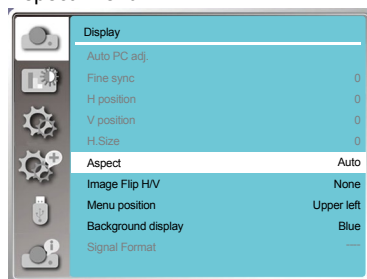 Display
Auto PC adj.
Fine sync 0
H position 0
V position 0
H.Size 0
Aspect Auto
Image Flip H/V None
Menu position Upper left
Background display Blue
Signal Format —